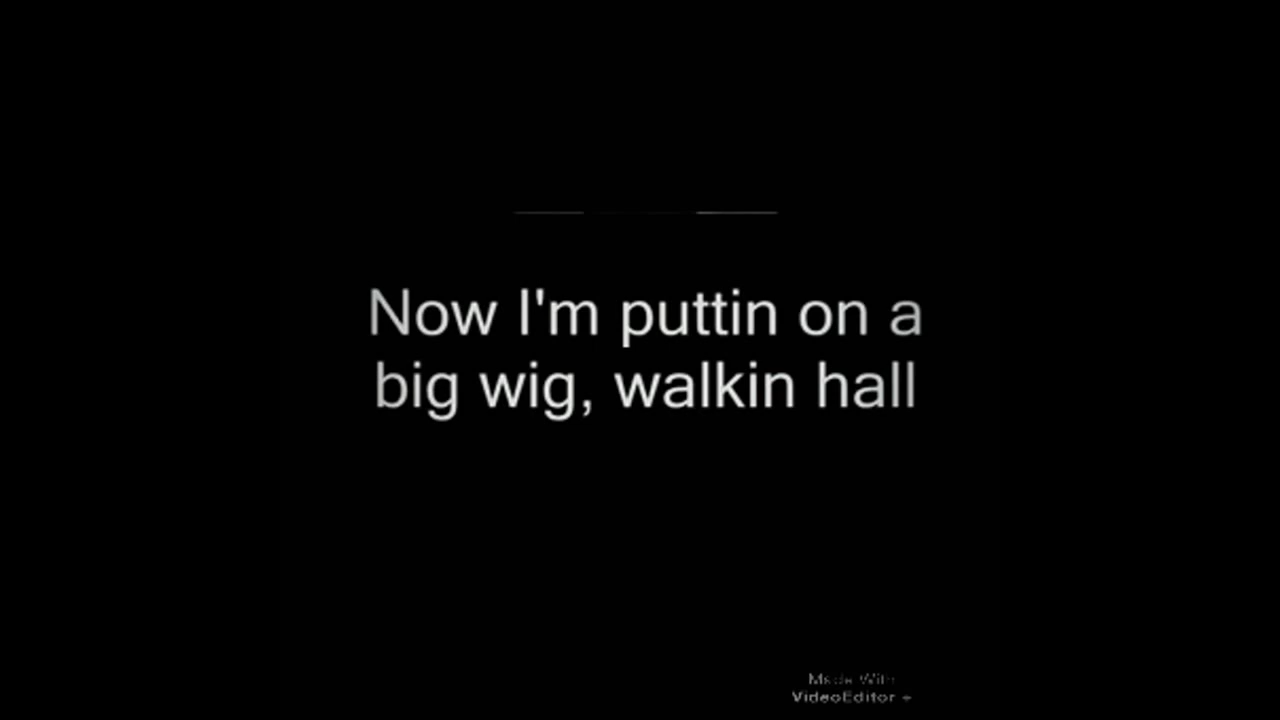 Now I'm puttin on a
big wig, walkin hall
Made With
VideoEditor +